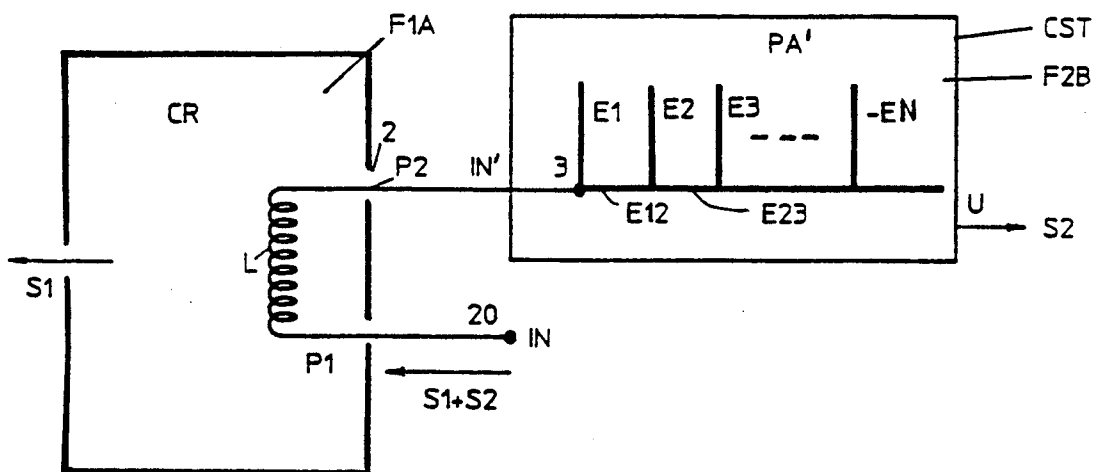 F1A
CST
PA'
F2B
CR
E1 E2 E3 --- -EN
2
P2
IN'
3
E12
E23
U
S2
L
S1
20
IN
P1
S1+S2